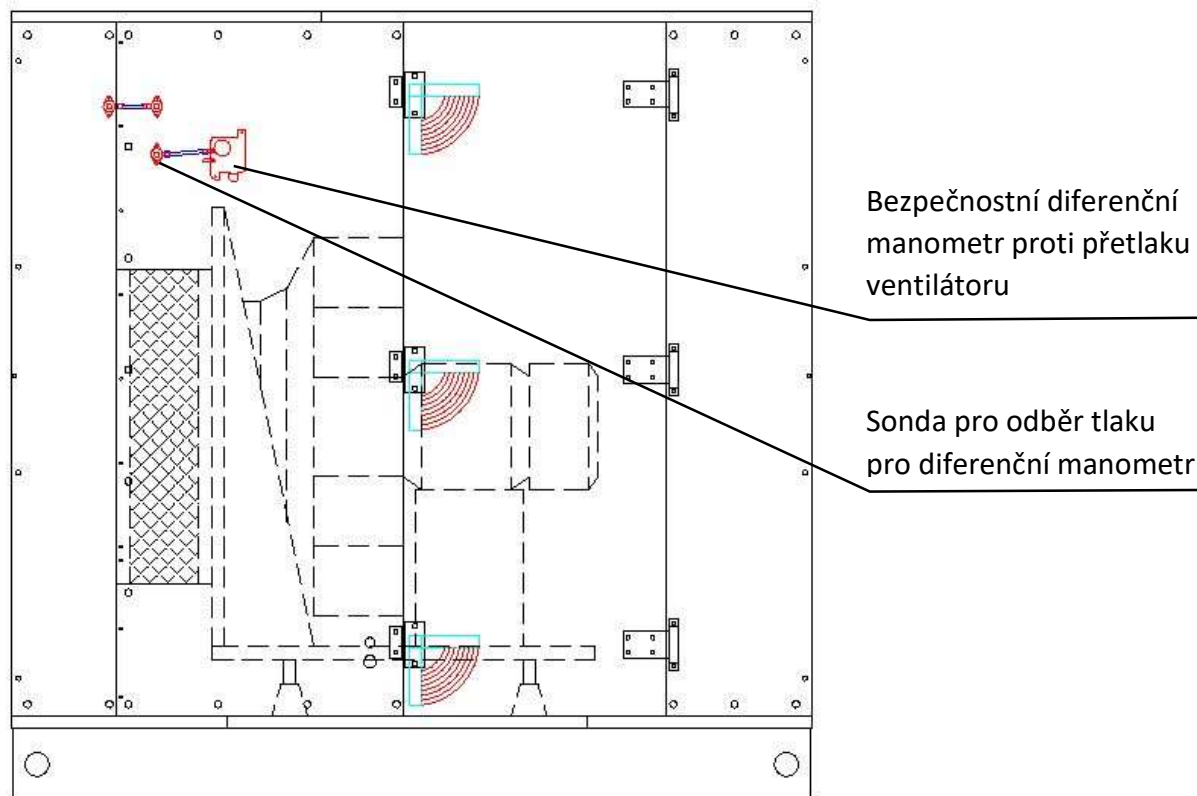 Bezpečnostní diferenční
manometr proti přetlaku
ventilátoru
Sonda pro odběr tlaku
pro diferenční manometr